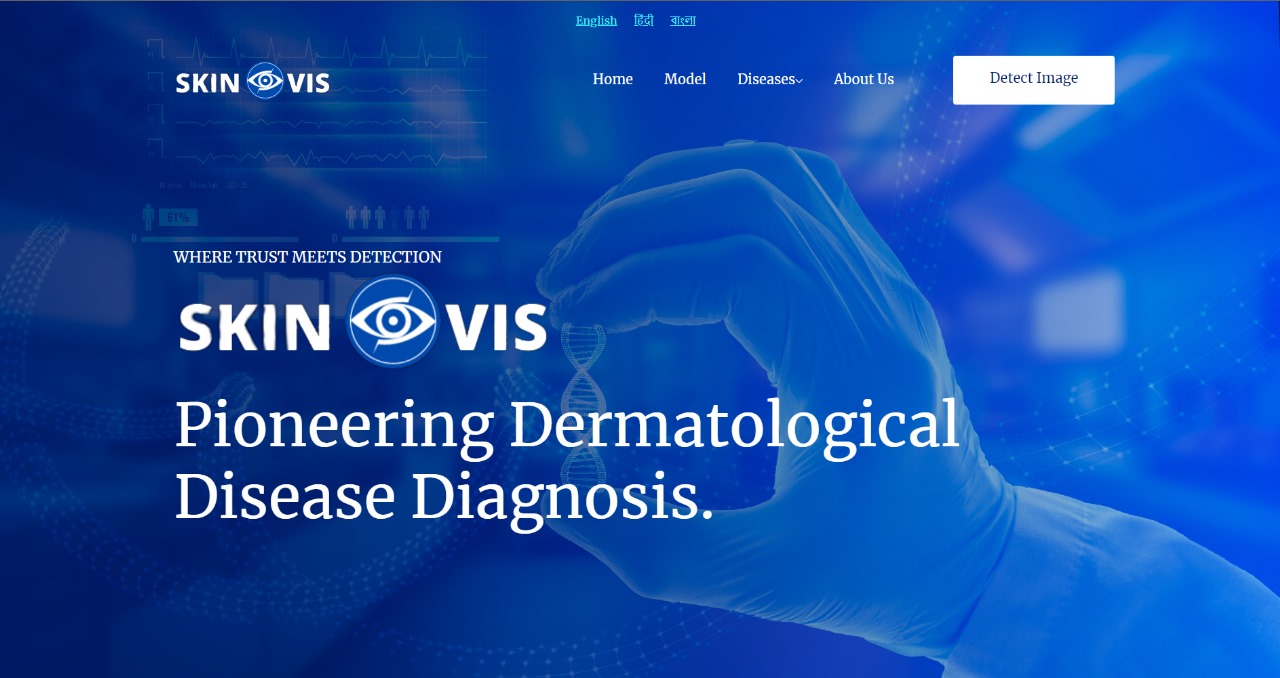 English हिंदी বাংলা
SKIN VIS
Home Model Diseases About Us Detect Image
61%
WHERE TRUST MEETS DETECTION
SKIN VIS
Pioneering Dermatological
Disease Diagnosis.